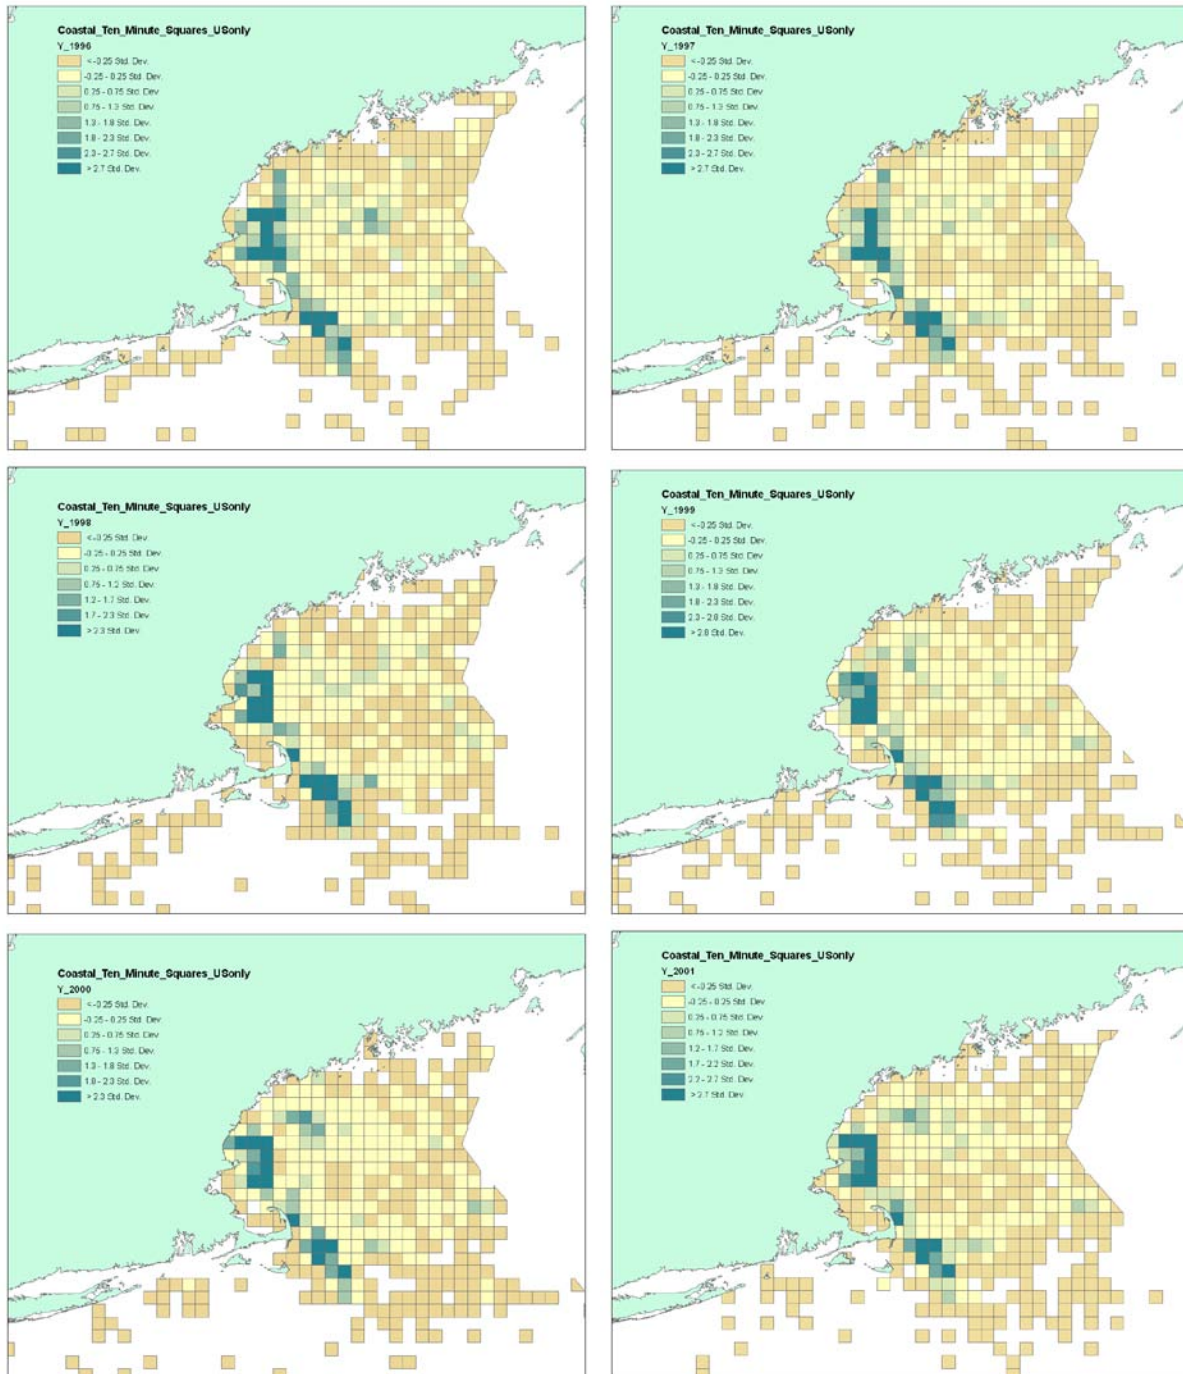 Coastal_Ten_Minute_Squares_USonly
Y_1996
< -0.25 Std. Dev.
-0.25 - 0.25 Std. Dev.
0.25 - 0.75 Std. Dev.
0.75 - 1.3 Std. Dev.
1.3 - 1.8 Std. Dev.
1.8 - 2.3 Std. Dev.
2.3 - 2.7 Std. Dev.
> 2.7 Std. Dev.
Coastal_Ten_Minute_Squares_USonly
Y_1997
< -0.25 Std. Dev.
-0.25 - 0.25 Std. Dev.
0.25 - 0.75 Std. Dev.
0.75 - 1.3 Std. Dev.
1.3 - 1.8 Std. Dev.
1.8 - 2.3 Std. Dev.
2.3 - 2.7 Std. Dev.
> 2.7 Std. Dev.
Coastal_Ten_Minute_Squares_USonly
Y_1998
< -0.25 Std. Dev.
-0.25 - 0.25 Std. Dev.
0.25 - 0.75 Std. Dev.
0.75 - 1.2 Std. Dev.
1.2 - 1.7 Std. Dev.
1.7 - 2.3 Std. Dev.
> 2.3 Std. Dev.
Coastal_Ten_Minute_Squares_USonly
Y_1999
< -0.25 Std. Dev.
-0.25 - 0.25 Std. Dev.
0.25 - 0.75 Std. Dev.
0.75 - 1.3 Std. Dev.
1.3 - 1.8 Std. Dev.
1.8 - 2.3 Std. Dev.
2.3 - 2.8 Std. Dev.
> 2.8 Std. Dev.
Coastal_Ten_Minute_Squares_USonly
Y_2000
< -0.25 Std. Dev.
-0.25 - 0.25 Std. Dev.
0.25 - 0.75 Std. Dev.
0.75 - 1.3 Std. Dev.
1.3 - 1.8 Std. Dev.
1.8 - 2.3 Std. Dev.
> 2.3 Std. Dev.
Coastal_Ten_Minute_Squares_USonly
Y_2001
< -0.25 Std. Dev.
-0.25 - 0.25 Std. Dev.
0.25 - 0.75 Std. Dev.
0.75 - 1.2 Std. Dev.
1.2 - 1.7 Std. Dev.
1.7 - 2.2 Std. Dev.
2.2 - 2.7 Std. Dev.
> 2.7 Std. Dev.